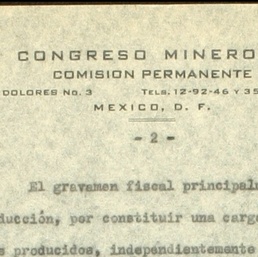 CONGRESO MINERO
COMISION PERMANENTE
DOLORES NO. 3 TELS. 12-92-46 Y 35
MEXICO, D. F.
- 2 -
El gravamen fiscal principal
ducción, por constituir una carg
s producidos, independientemente